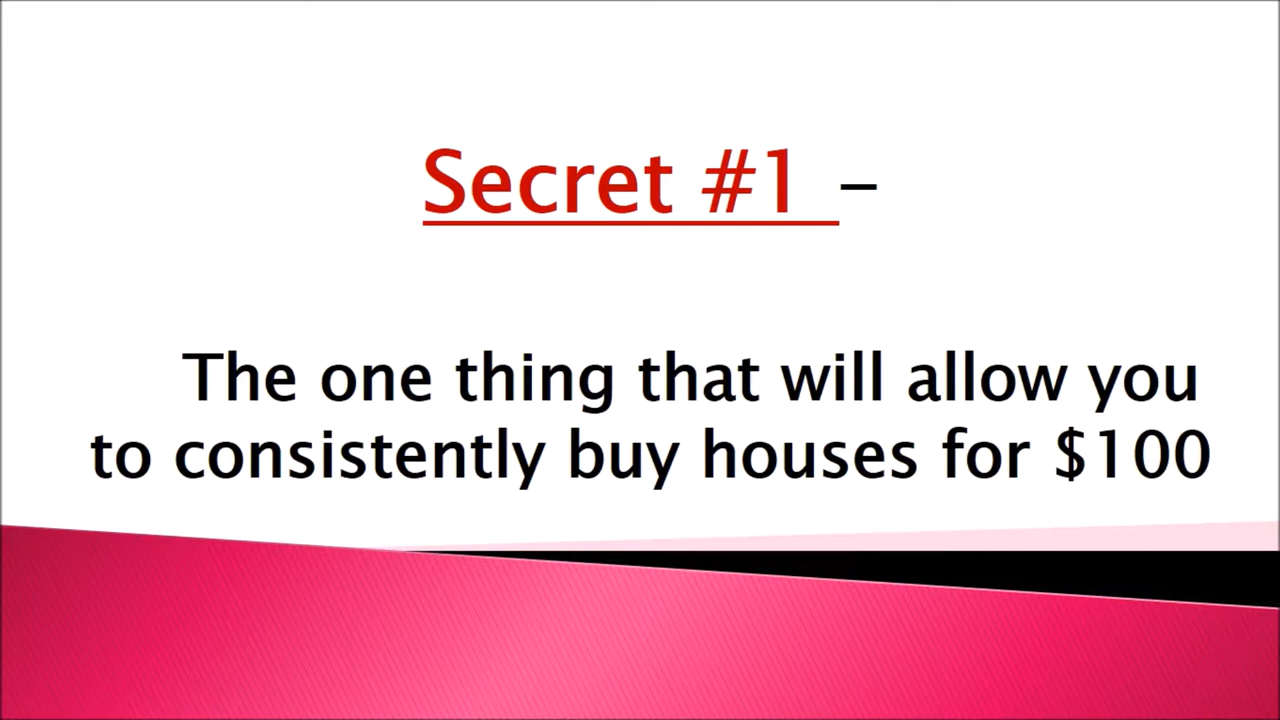 Secret #1 –
The one thing that will allow you
to consistently buy houses for $100